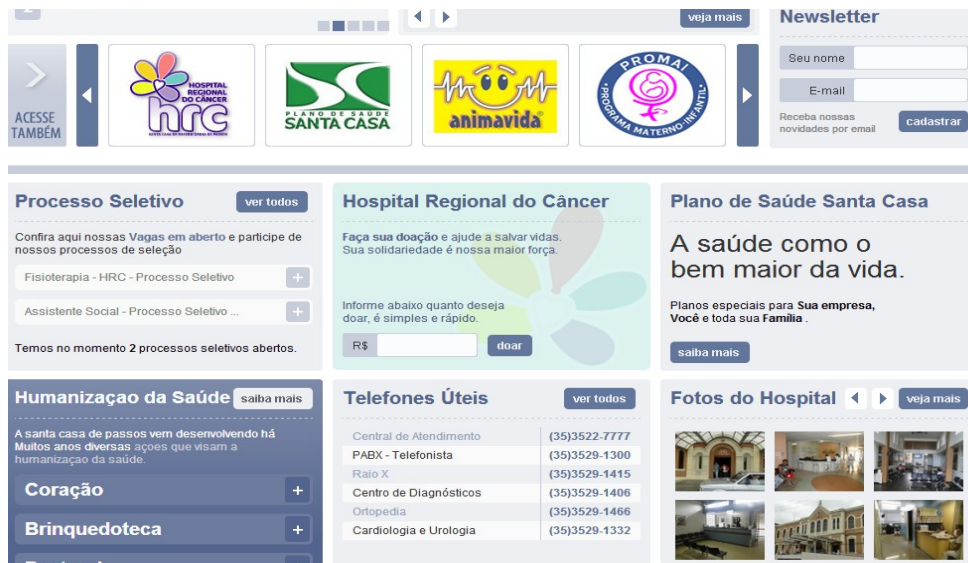 2
veja mais
Newsletter
Seu nome
E-mail
Receba nossas
novidades por email
cadastrar
ACESSE
TAMBÉM
HOSPITAL
REGIONAL
DO CÂNCER
hrc
PLANO DE SAÚDE
SANTA CASA
animavida
PROMAI
PROGRAMA MATERNO-INFANTIL
Processo Seletivo
ver todos
Confira aqui nossas Vagas em aberto e participe de
nossos processos de seleção
Fisioterapia - HRC - Processo Seletivo
+
Assistente Social - Processo Seletivo ...
+
Temos no momento 2 processos seletivos abertos.
Hospital Regional do Câncer
Faça sua doação e ajude a salvar vidas.
Sua solidariedade é nossa maior força.
Informe abaixo quanto deseja
doar, é simples e rápido.
R$
doar
Plano de Saúde Santa Casa
A saúde como o
bem maior da vida.
Planos especiais para Sua empresa,
Você e toda sua Família .
saiba mais
Humanizaçao da Saúde
saiba mais
A santa casa de passos vem desenvolvendo há
Muitos anos diversas açoes que visam a
humanizaçao da saúde.
Coração
+
Brinquedoteca
+
Telefones Úteis
ver todos
Central de Atendimento (35)3522-7777
PABX - Telefonista (35)3529-1300
Raio X (35)3529-1415
Centro de Diagnósticos (35)3529-1406
Ortopedia (35)3529-1466
Cardiologia e Urologia (35)3529-1332
Fotos do Hospital
veja mais